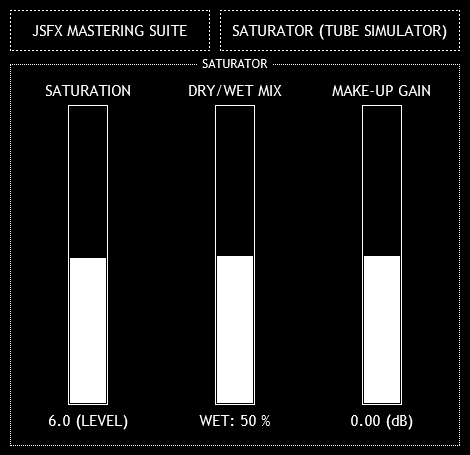 JSFX MASTERING SUITE
SATURATOR (TUBE SIMULATOR)
SATURATOR
SATURATION
DRY/WET MIX
MAKE-UP GAIN
6.0 (LEVEL)
WET: 50 %
0.00 (dB)